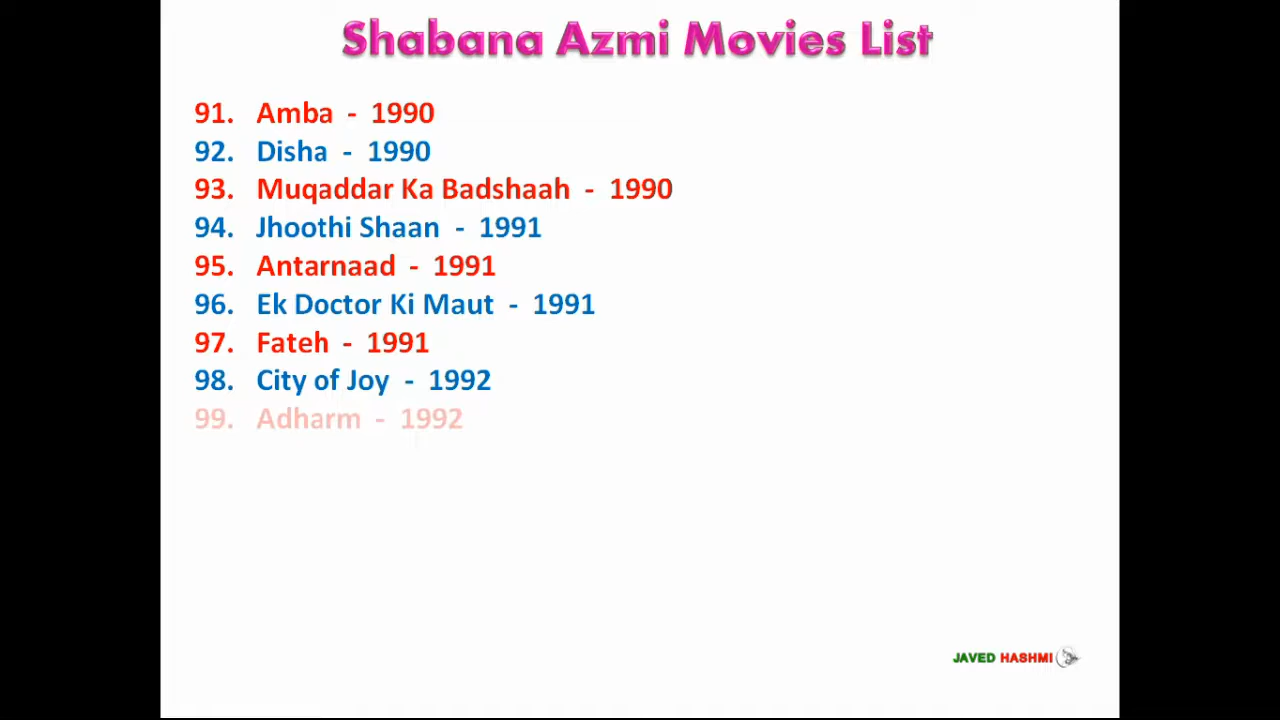 Shabana Azmi Movies List
91. Amba - 1990
92. Disha - 1990
93. Muqaddar Ka Badshaah - 1990
94. Jhoothi Shaan - 1991
95. Antarnaad - 1991
96. Ek Doctor Ki Maut - 1991
97. Fateh - 1991
98. City of Joy - 1992
99. Adharm - 1992
JAVED HASHMI